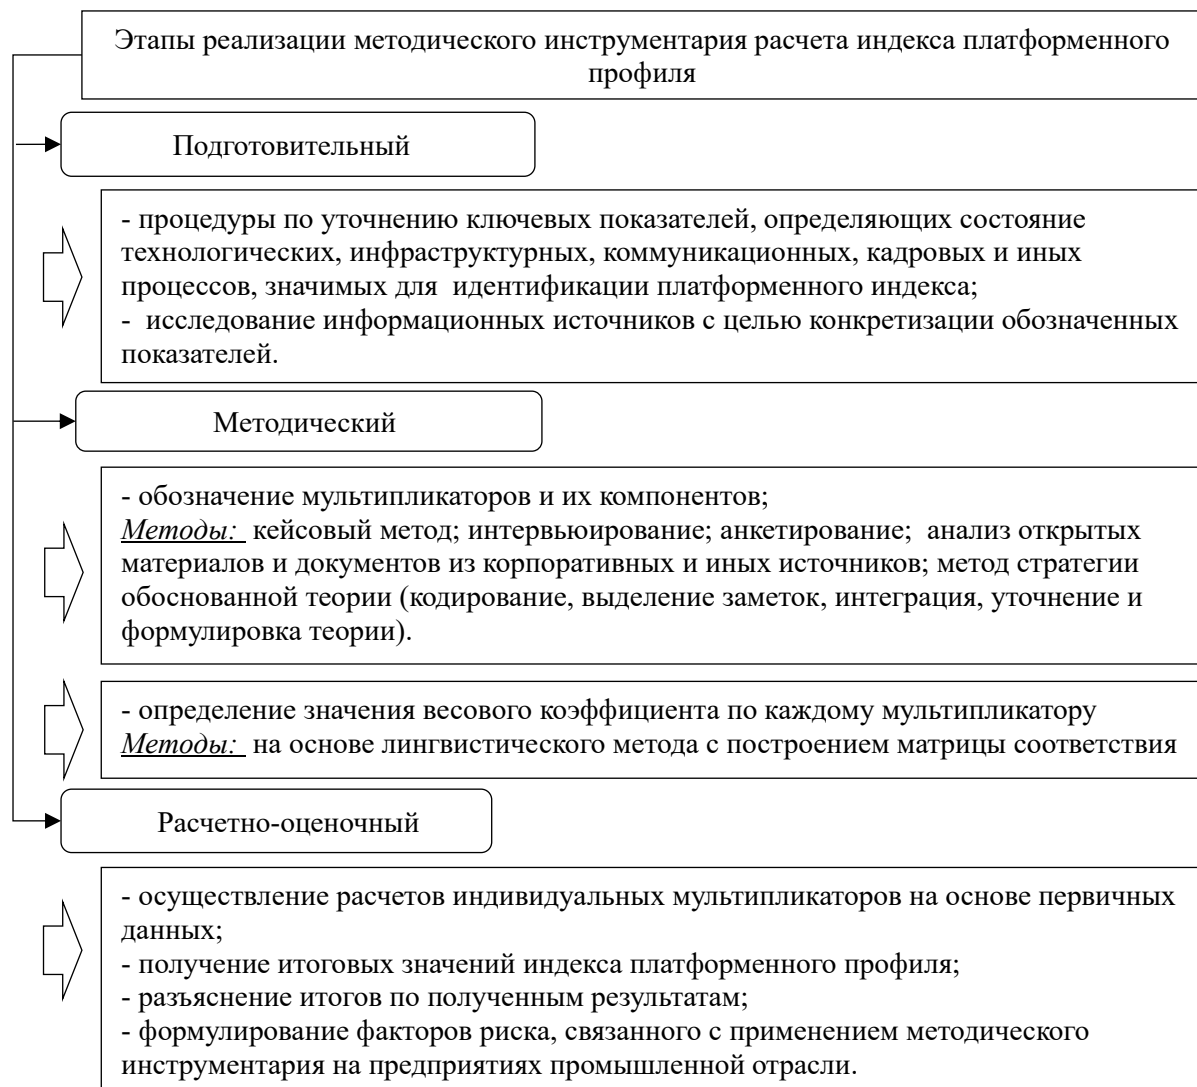 Этапы реализации методического инструментария расчета индекса платформенного
профиля
Подготовительный
- процедуры по уточнению ключевых показателей, определяющих состояние
технологических, инфраструктурных, коммуникационных, кадровых и иных
процессов, значимых для идентификации платформенного индекса;
- исследование информационных источников с целью конкретизации обозначенных
показателей.
Методический
- обозначение мультипликаторов и их компонентов;
Методы: кейсовый метод; интервьюирование; анкетирование; анализ открытых
материалов и документов из корпоративных и иных источников; метод стратегии
обоснованной теории (кодирование, выделение заметок, интеграция, уточнение и
формулировка теории).
- определение значения весового коэффициента по каждому мультипликатору
Методы: на основе лингвистического метода с построением матрицы соответствия
Расчетно-оценочный
- осуществление расчетов индивидуальных мультипликаторов на основе первичных
данных;
- получение итоговых значений индекса платформенного профиля;
- разъяснение итогов по полученным результатам;
- формулирование факторов риска, связанного с применением методического
инструментария на предприятиях промышленной отрасли.